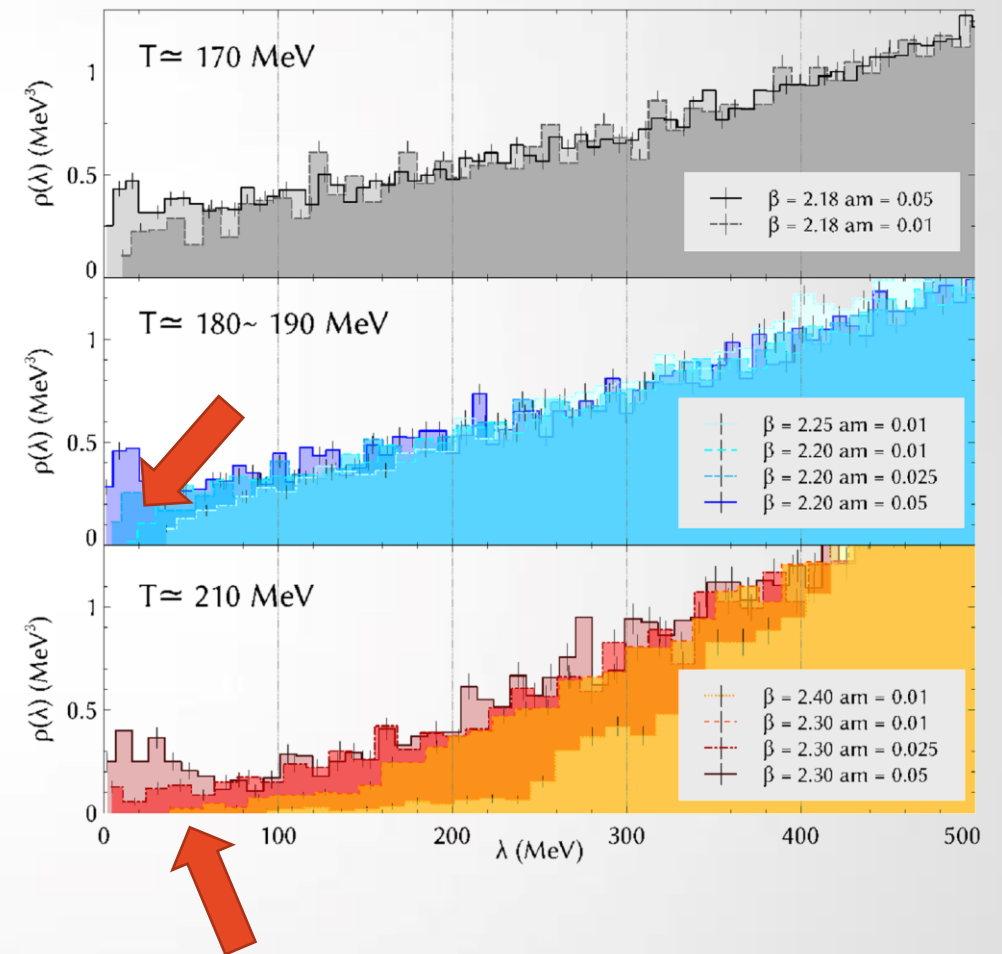 T≃ 170 MeV
ρ(λ) (MeV³)
1
0.5
0
β = 2.18 am = 0.05
β = 2.18 am = 0.01
T≃ 180~ 190 MeV
ρ(λ) (MeV³)
1
0.5
0
β = 2.25 am = 0.01
β = 2.20 am = 0.01
β = 2.20 am = 0.025
β = 2.20 am = 0.05
T≃ 210 MeV
ρ(λ) (MeV³)
1
0.5
0
β = 2.40 am = 0.01
β = 2.30 am = 0.01
β = 2.30 am = 0.025
β = 2.30 am = 0.05
0 100 200 300 400 500
λ (MeV)